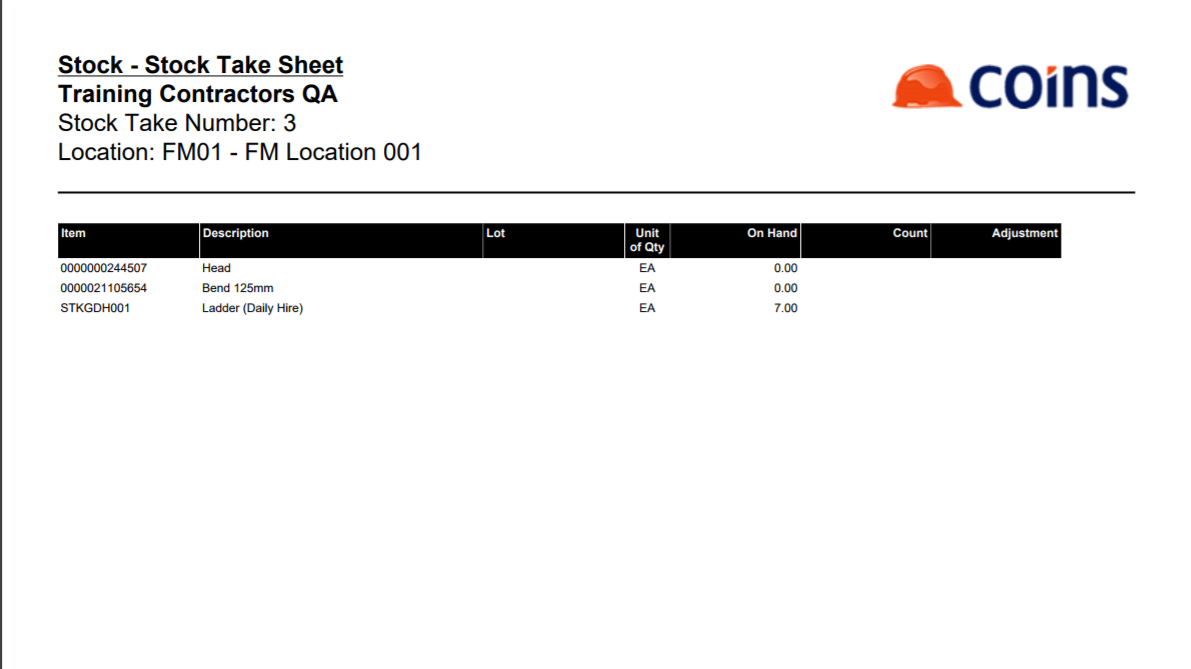 Stock - Stock Take Sheet
Training Contractors QA
Stock Take Number: 3
Location: FM01 - FM Location 001
coins
Item Description Lot Unit of Qty On Hand Count Adjustment
0000000244507 Head EA 0.00
0000021105654 Bend 125mm EA 0.00
STKGDH001 Ladder (Daily Hire) EA 7.00